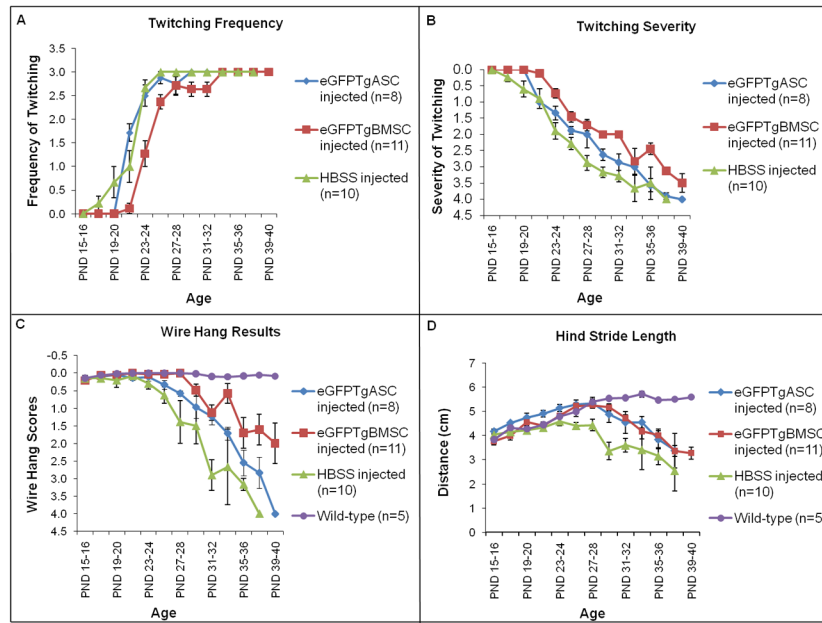 A
Twitching Frequency
Frequency of Twitching
3.5
3.0
2.5
2.0
1.5
1.0
0.5
0.0
PND 15-16
PND 19-20
PND 23-24
PND 27-28
PND 31-32
PND 35-36
PND 39-40
Age
eGFPTgASC
injected (n=8)
eGFPTgBMSC
injected (n=11)
HBSS injected
(n=10)
B
Twitching Severity
Severity of Twitching
0.0
0.5
1.0
1.5
2.0
2.5
3.0
3.5
4.0
4.5
PND 15-16
PND 19-20
PND 23-24
PND 27-28
PND 31-32
PND 35-36
PND 39-40
Age
eGFPTgASC
injected (n=8)
eGFPTgBMSC
injected (n=11)
HBSS injected
(n=10)
C
Wire Hang Results
Wire Hang Scores
-0.5
0.0
0.5
1.0
1.5
2.0
2.5
3.0
3.5
4.0
4.5
PND 15-16
PND 19-20
PND 23-24
PND 27-28
PND 31-32
PND 35-36
PND 39-40
Age
eGFPTgASC
injected (n=8)
eGFPTgBMSC
injected (n=11)
HBSS injected
(n=10)
Wild-type (n=5)
D
Hind Stride Length
Distance (cm)
7
6
5
4
3
2
1
0
PND 15-16
PND 19-20
PND 23-24
PND 27-28
PND 31-32
PND 35-36
PND 39-40
Age
eGFPTgASC
injected (n=8)
eGFPTgBMSC
injected (n=11)
HBSS injected
(n=10)
Wild-type (n=5)